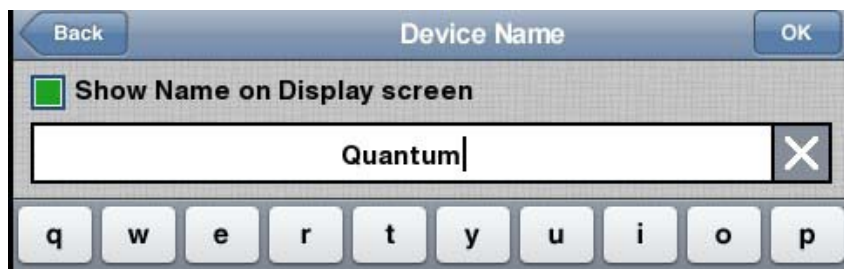 Back Device Name OK
Show Name on Display screen
Quantum
q w e r t y u i o p